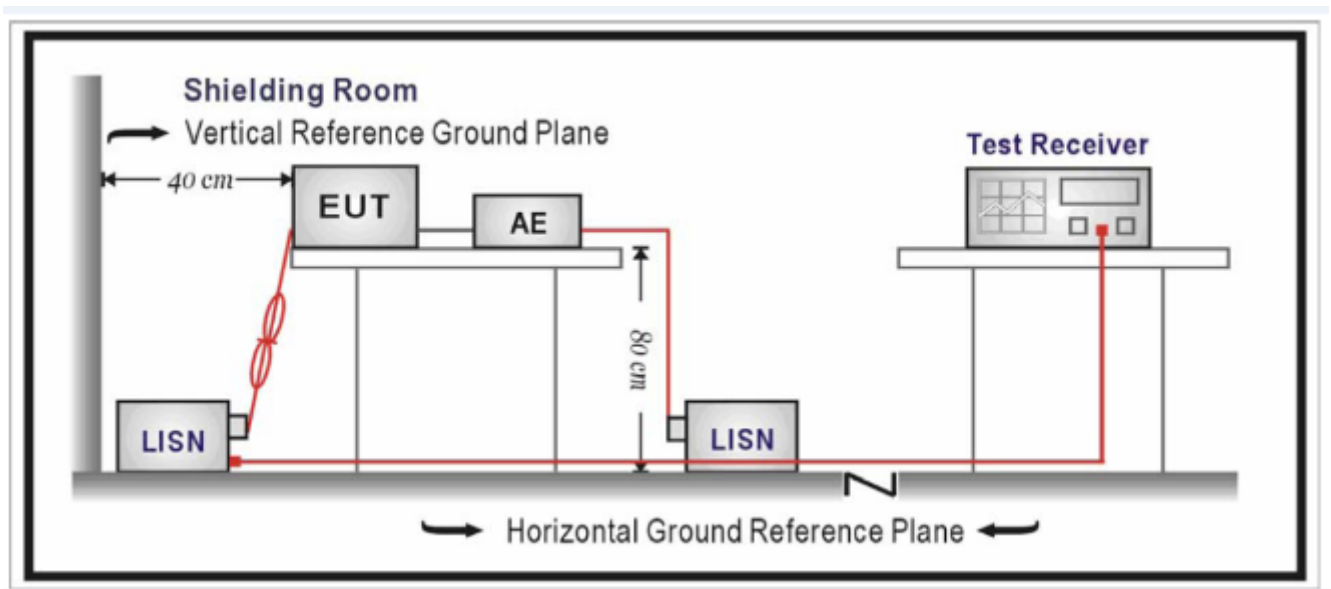 Shielding Room
Vertical Reference Ground Plane
Test Receiver
40 cm
EUT
AE
80 cm
LISN
LISN
Horizontal Ground Reference Plane